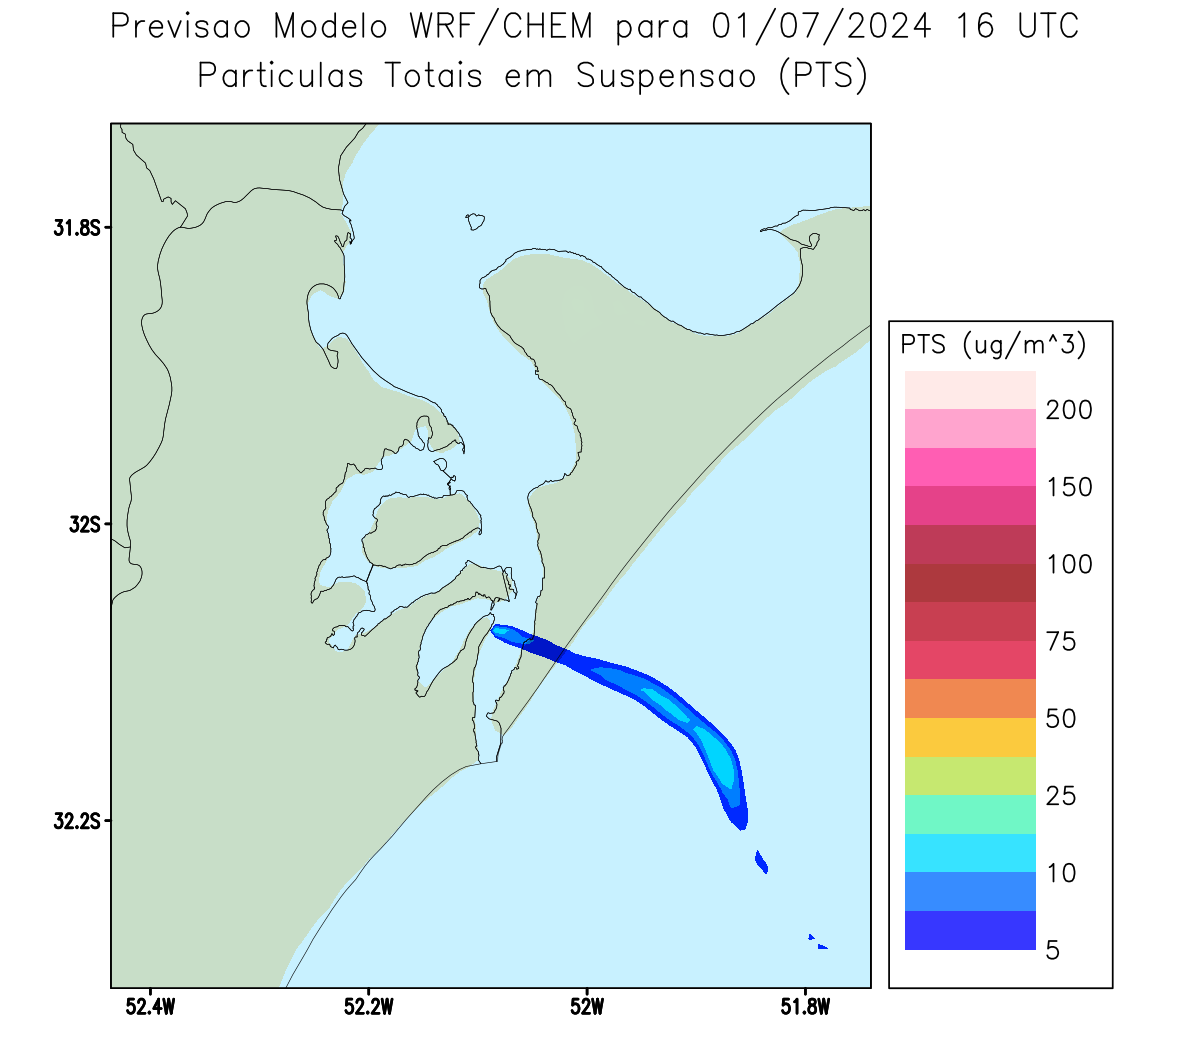 Previsao Modelo WRF/CHEM para 01/07/2024 16 UTC
Particulas Totais em Suspensao (PTS)
31.8S
32S
32.2S
52.4W
52.2W
52W
51.8W
PTS (ug/m^3)
200
150
100
75
50
25
10
5